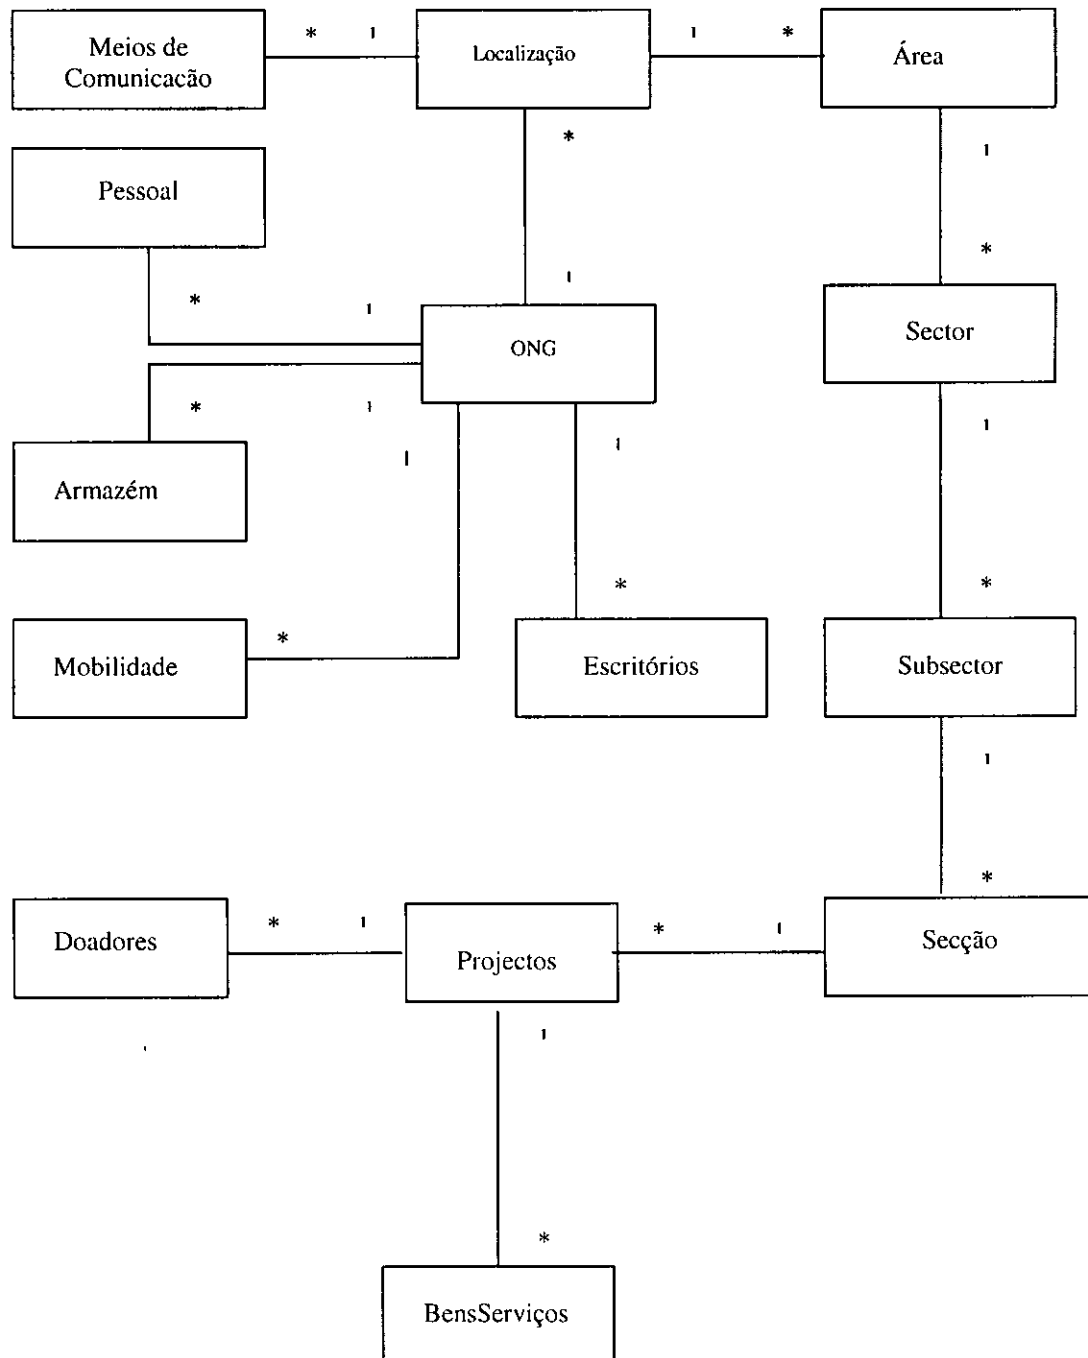 Meios de
Comunicacão
* 1
Localização
1 *
Área
*
1
Pessoal
*
* 1
1
ONG
Sector
* 1
1
1
1
Armazém
*
*
Mobilidade
*
Escritórios
Subsector
1
*
Doadores
* 1
Projectos
* 1
Secção
1
*
BensServiços